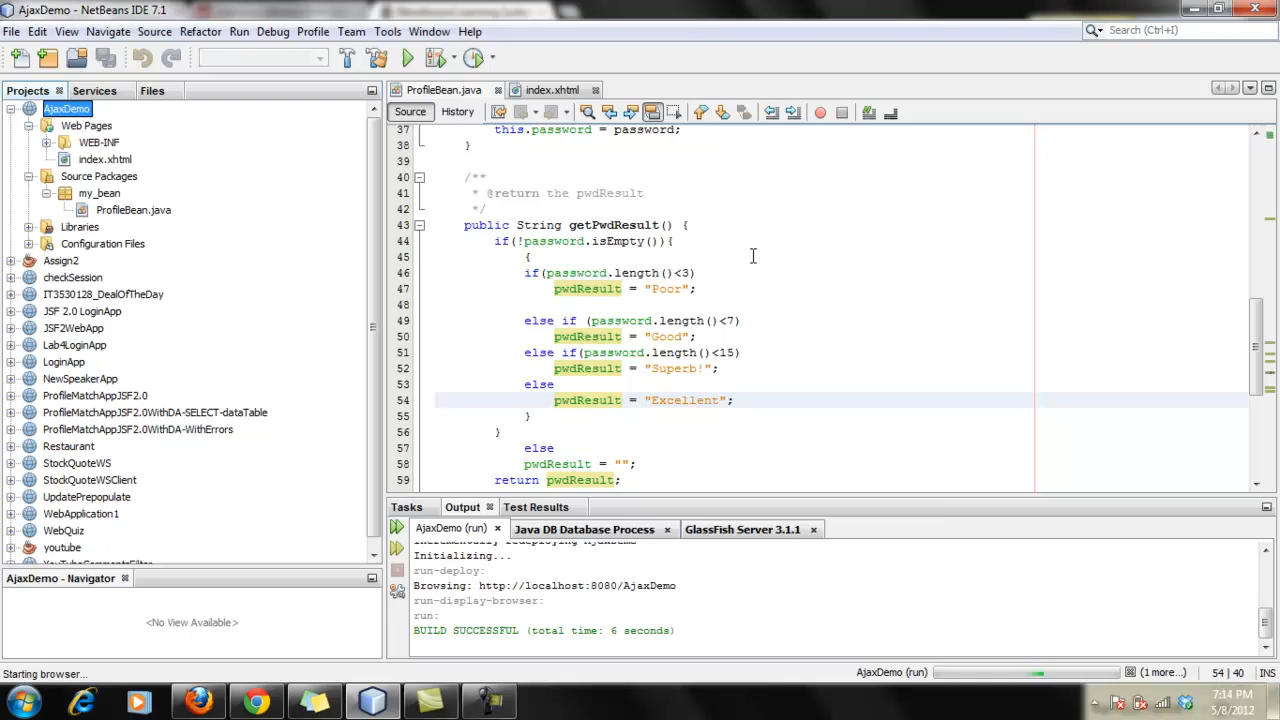 AjaxDemo - NetBeans IDE 7.1
File Edit View Navigate Source Refactor Run Debug Profile Team Tools Window Help
Search (Ctrl+I)
Projects Services Files
AjaxDemo
Web Pages
WEB-INF
index.xhtml
Source Packages
my_bean
ProfileBean.java
Libraries
Configuration Files
Assign2
checkSession
IT3530128_DealOfTheDay
JSF 2.0 LoginApp
JSF2WebApp
Lab4LoginApp
LoginApp
NewSpeakerApp
ProfileMatchAppJSF2.0
ProfileMatchAppJSF2.0WithDA-SELECT-dataTable
ProfileMatchAppJSF2.0WithDA-WithErrors
Restaurant
StockQuoteWS
StockQuoteWSClient
UpdatePrepopulate
WebApplication1
WebQuiz
youtube
AjaxDemo - Navigator
<No View Available>
ProfileBean.java index.xhtml
Source History
37 this.password = password;
38 }
39
40 /**
41 * @return the pwdResult
42 */
43 public String getPwdResult() {
44 if(!password.isEmpty()){
45 {
46 if(password.length()<3)
47 pwdResult = "Poor";
48
49 else if (password.length()<7)
50 pwdResult = "Good";
51 else if(password.length()<15)
52 pwdResult = "Superb!";
53 else
54 pwdResult = "Excellent";
55 }
56 }
57 else
58 pwdResult = "";
59 return pwdResult;
Tasks Output Test Results
AjaxDemo (run) Java DB Database Process GlassFish Server 3.1.1
Initializing...
run-deploy:
Browsing: http://localhost:8080/AjaxDemo
run-display-browser:
run:
BUILD SUCCESSFUL (total time: 6 seconds)
Starting browser... AjaxDemo (run) (1 more...) 54 | 40 INS
7:14 PM
5/8/2012